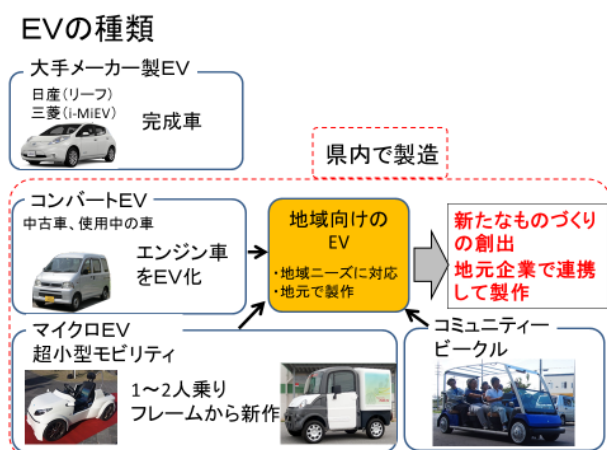 EVの種類
大手メーカー製EV
日産(リーフ)
三菱(i-MiEV)
完成車
県内で製造
コンバートEV
中古車、使用中の車
エンジン車
をEV化
地域向けの
EV
・地域ニーズに対応
・地元で製作
新たなものづくり
の創出
地元企業で連携
して製作
マイクロEV
超小型モビリティ
1～2人乗り
フレームから新作
コミュニティー
ビークル